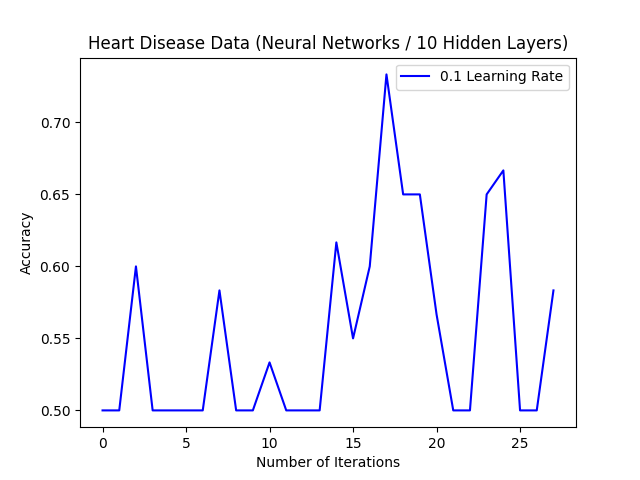 Heart Disease Data (Neural Networks / 10 Hidden Layers)
0.1 Learning Rate
0.70
0.65
0.60
0.55
0.50
Accuracy
0 5 10 15 20 25
Number of Iterations